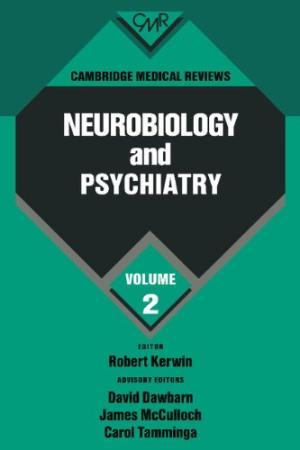 CMR
CAMBRIDGE MEDICAL REVIEWS
NEUROBIOLOGY
and
PSYCHIATRY
VOLUME
2
EDITOR
Robert Kerwin
ADVISORY EDITORS
David Dawbarn
James McCulloch
Carol Tamminga